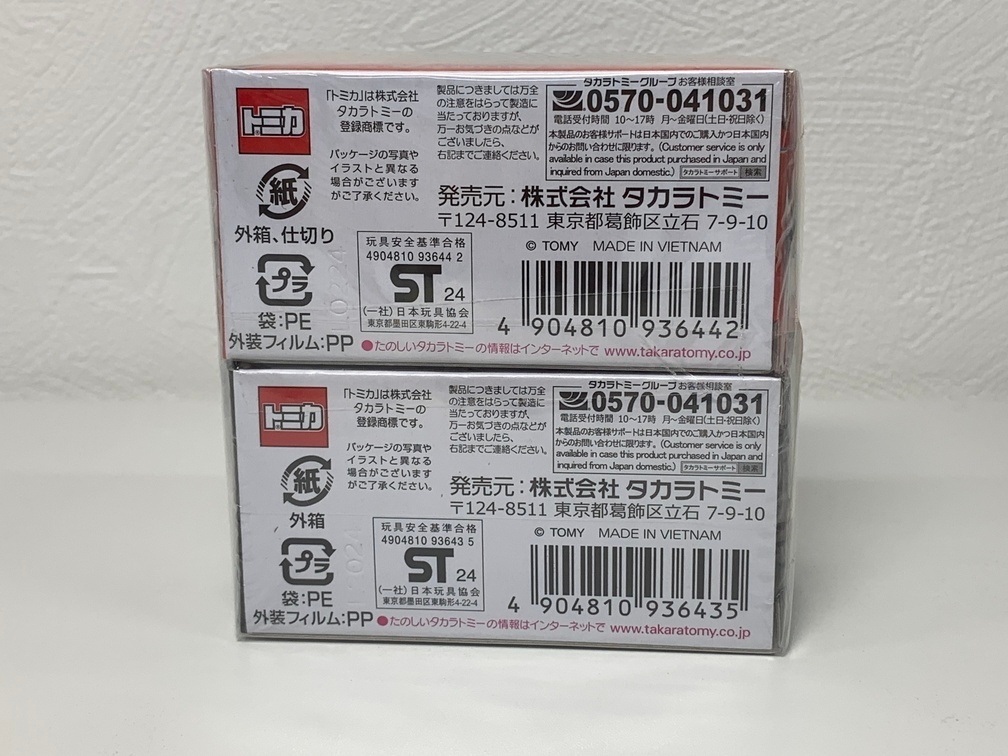 トミカ
「トミカ」は株式会社
タカラトミーの
登録商標です。
パッケージの写真や
イラストと異なる
場合がございます
がご了承ください。
製品につきましては万全
の注意をはらって製造に
当たっておりますが、
万一お気づきの点などが
ございましたら、
右記までご連絡ください。
タカラトミーグループ お客様相談室
0570-041031
電話受付時間 10〜17時 月〜金曜日(土日・祝日除く)
本製品のお客様サポートは日本国内でのご購入かつ日本国内
からのお問い合わせに限ります。(Customer service is only
available in case this product purchased in Japan and
inquired from Japan domestic.) タカラトミーサポート 検索
発売元:株式会社 タカラトミー
〒124-8511 東京都葛飾区立石 7-9-10
紙
外箱、仕切り
プラ
袋:PE
外装フィルム:PP
玩具安全基準合格
4904810 93644 2
ST 24
(一社)日本玩具協会
東京都墨田区東駒形4-22-4
© TOMY MADE IN VIETNAM
4 904810 936442
●たのしいタカラトミーの情報はインターネットで www.takaratomy.co.jp
トミカ
「トミカ」は株式会社
タカラトミーの
登録商標です。
パッケージの写真や
イラストと異なる
場合がございます
がご了承ください。
製品につきましては万全
の注意をはらって製造に
当たっておりますが、
万一お気づきの点などが
ございましたら、
右記までご連絡ください。
タカラトミーグループ お客様相談室
0570-041031
電話受付時間 10〜17時 月〜金曜日(土日・祝日除く)
本製品のお客様サポートは日本国内でのご購入かつ日本国内
からのお問い合わせに限ります。(Customer service is only
available in case this product purchased in Japan and
inquired from Japan domestic.) タカラトミーサポート 検索
発売元:株式会社 タカラトミー
〒124-8511 東京都葛飾区立石 7-9-10
紙
外箱
プラ
袋:PE
外装フィルム:PP
玩具安全基準合格
4904810 93643 5
ST 24
(一社)日本玩具協会
東京都墨田区東駒形4-22-4
© TOMY MADE IN VIETNAM
4 904810 936435
●たのしいタカラトミーの情報はインターネットで www.takaratomy.co.jp